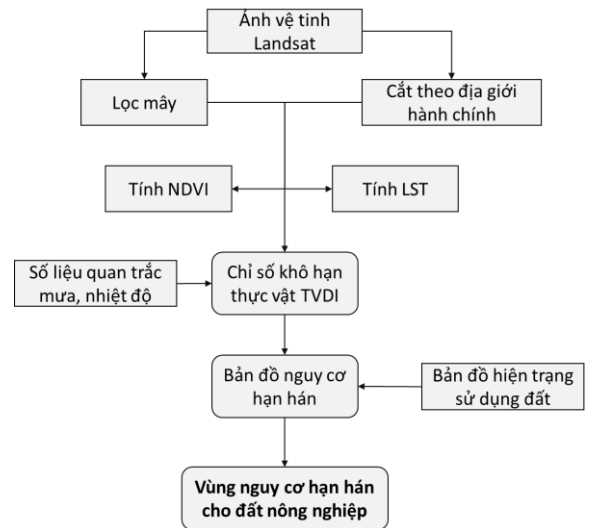 Ảnh vệ tinh
Landsat
Lọc mây
Cắt theo địa giới
hành chính
Tính NDVI
Tính LST
Số liệu quan trắc
mưa, nhiệt độ
Chỉ số khô hạn
thực vật TVDI
Bản đồ nguy cơ
hạn hán
Bản đồ hiện trạng
sử dụng đất
Vùng nguy cơ hạn hán
cho đất nông nghiệp